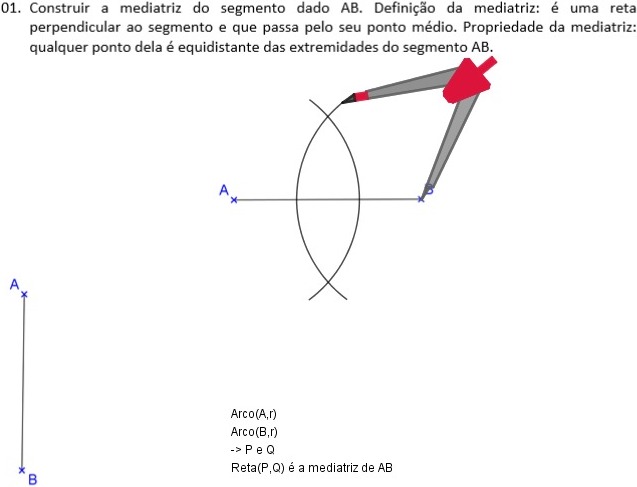 01. Construir a mediatriz do segmento dado AB. Definição da mediatriz: é uma reta
perpendicular ao segmento e que passa pelo seu ponto médio. Propriedade da mediatriz:
qualquer ponto dela é equidistante das extremidades do segmento AB.
A
B
A
B
Arco(A,r)
Arco(B,r)
-> P e Q
Reta(P,Q) é a mediatriz de AB